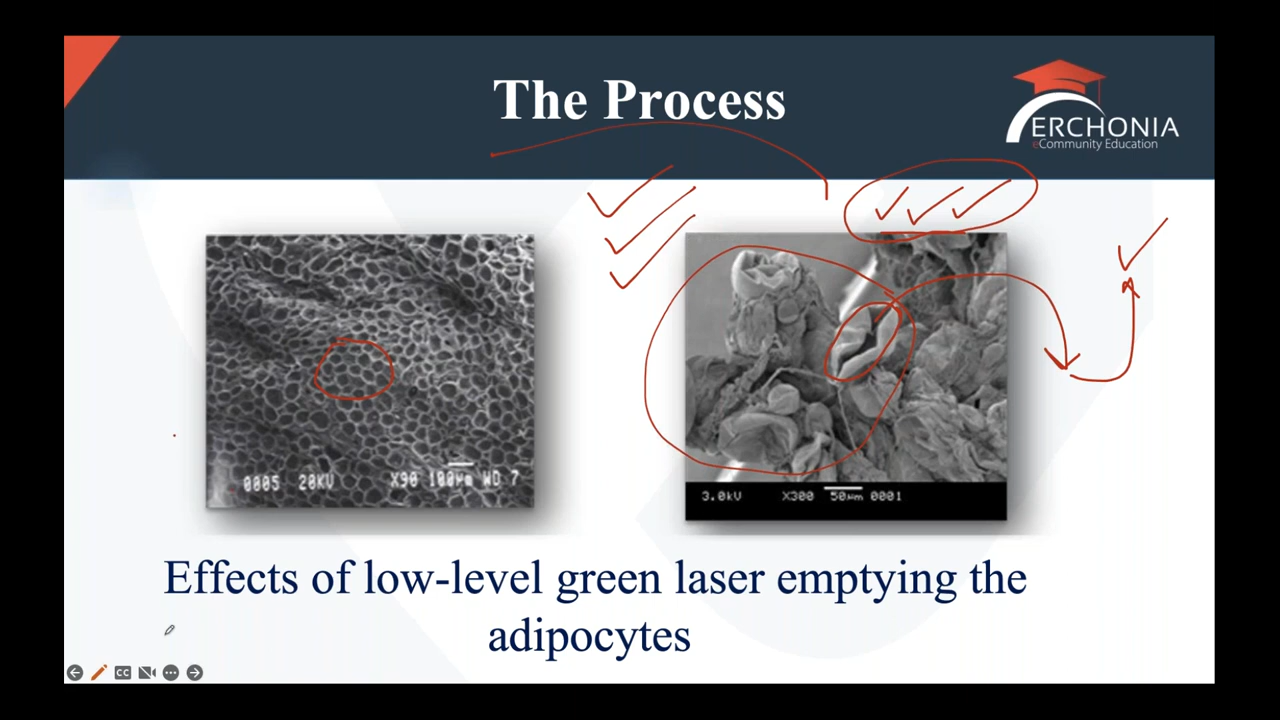 The Process
ERCHONIA
eCommunity Education
0005 20KV X90 100µm WD 7
3.0kV X300 50µm 0001
Effects of low-level green laser emptying the
adipocytes
CC